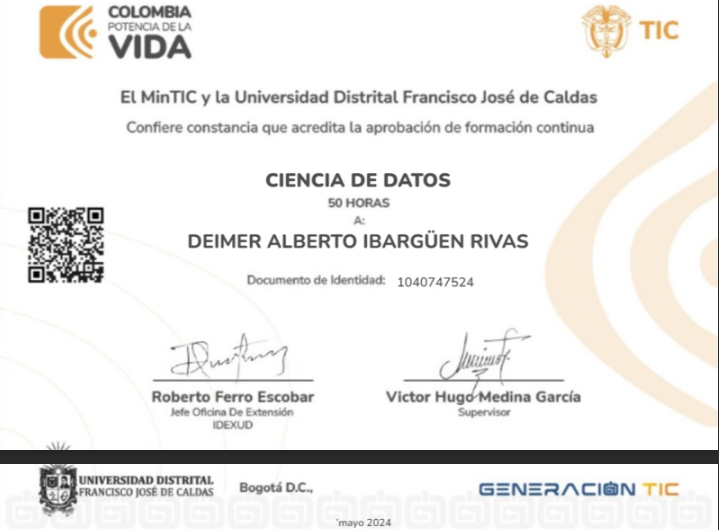 COLOMBIA
POTENCIA DE LA
VIDA
TIC
El MinTIC y la Universidad Distrital Francisco José de Caldas
Confiere constancia que acredita la aprobación de formación continua
CIENCIA DE DATOS
50 HORAS
A:
DEIMER ALBERTO IBARGÜEN RIVAS
Documento de Identidad: 1040747524
Roberto Ferro Escobar
Jefe Oficina De Extensión
IDEXUD
Victor Hugo Medina García
Supervisor
UNIVERSIDAD DISTRITAL
FRANCISCO JOSÉ DE CALDAS
Bogotá D.C.,
GENERACIÓN TIC
mayo 2024